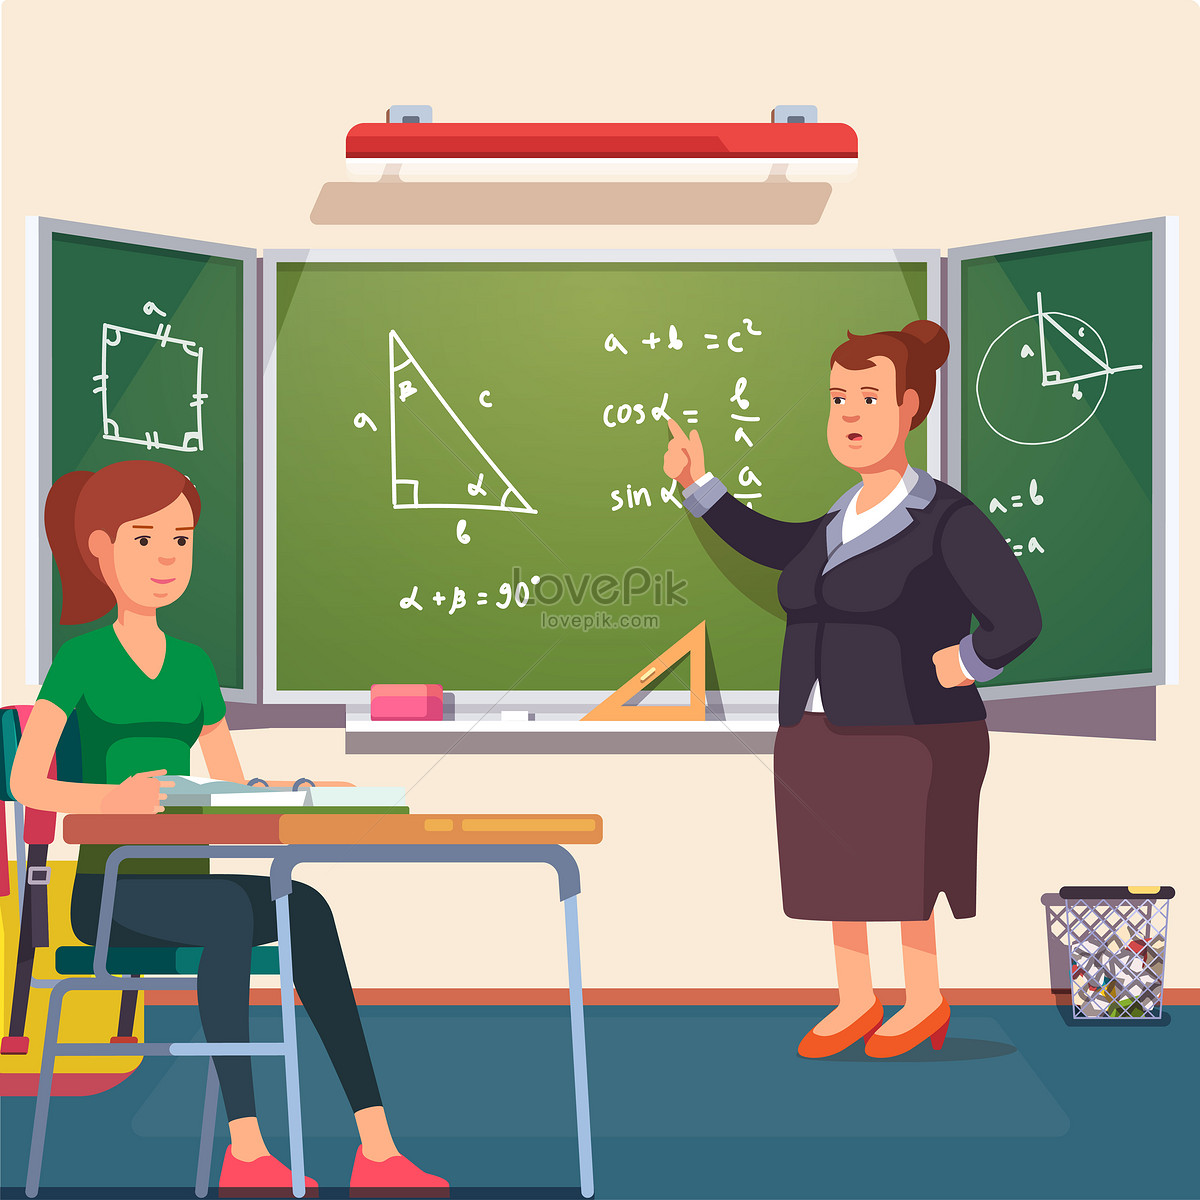 a
a
β
c
α
b
α + β = 90°
a + b = c²
cos α = b/a
sin α a
LovePik
lovepik.com
a
c
b
a = b
= a